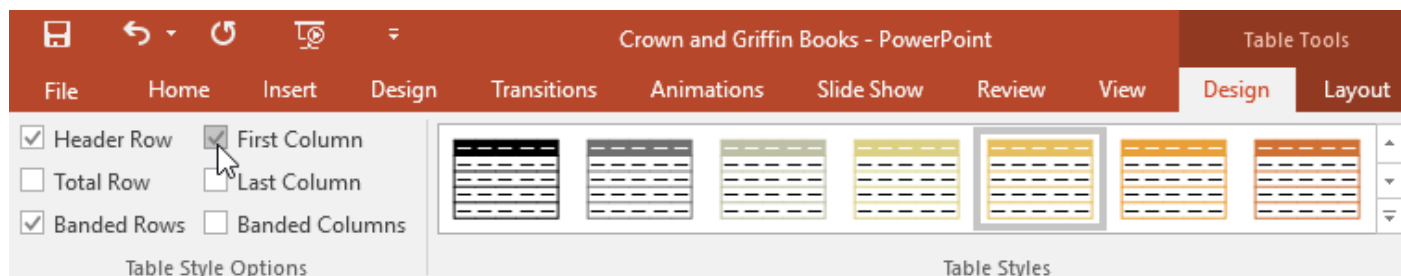 Crown and Griffin Books - PowerPoint Table Tools
File Home Insert Design Transitions Animations Slide Show Review View Design Layout
Header Row First Column
Total Row Last Column
Banded Rows Banded Columns
Table Style Options Table Styles